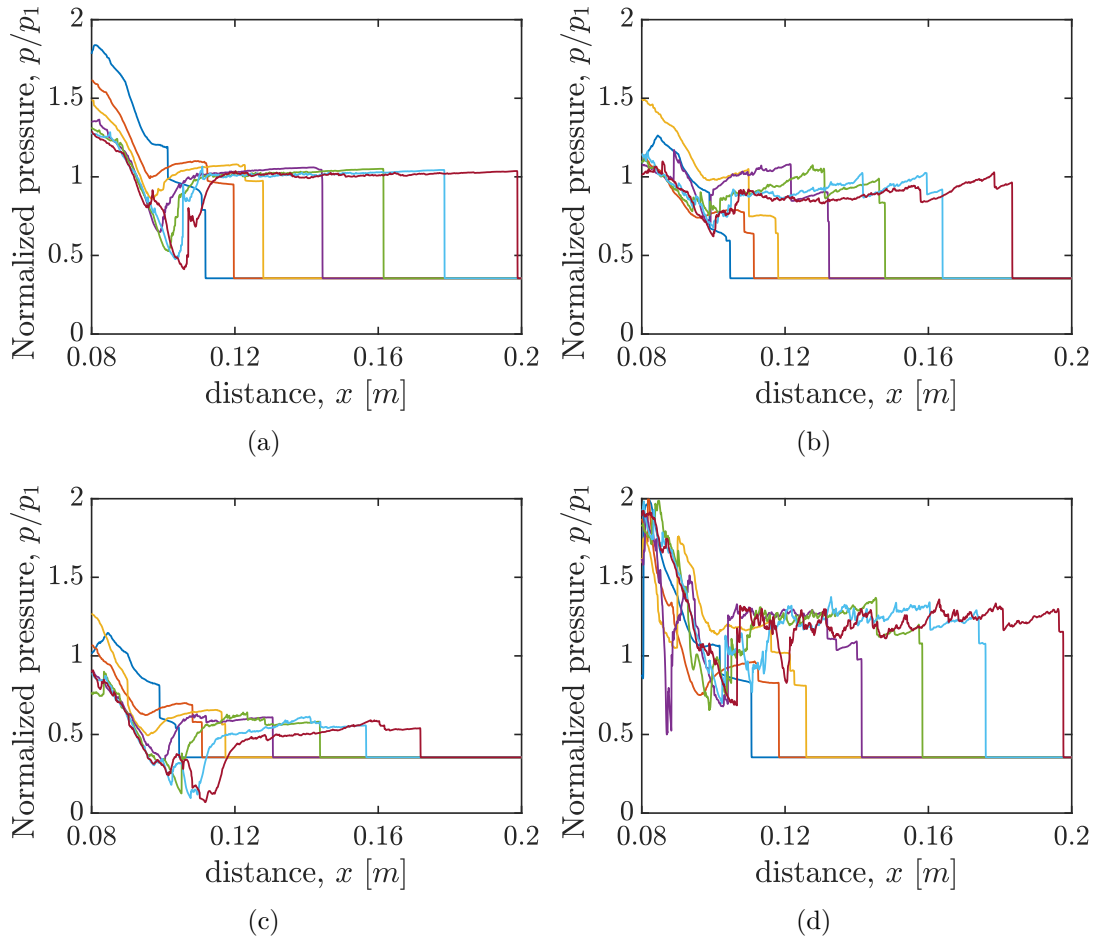 2
1.5
1
0.5
0
0.08 0.12 0.16 0.2
Normalized pressure, p/p₁
distance, x [m]
(a)
2
1.5
1
0.5
0
0.08 0.12 0.16 0.2
Normalized pressure, p/p₁
distance, x [m]
(b)
2
1.5
1
0.5
0
0.08 0.12 0.16 0.2
Normalized pressure, p/p₁
distance, x [m]
(c)
2
1.5
1
0.5
0
0.08 0.12 0.16 0.2
Normalized pressure, p/p₁
distance, x [m]
(d)